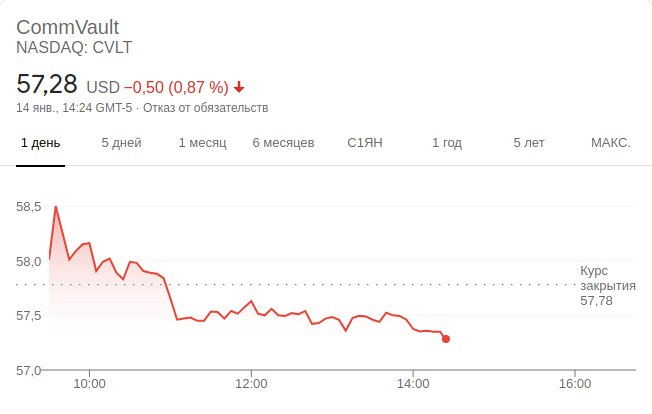 CommVault
NASDAQ: CVLT
57,28 USD −0,50 (0,87 %)
14 янв., 14:24 GMT-5 · Отказ от обязательств
1 день 5 дней 1 месяц 6 месяцев С1ЯН 1 год 5 лет МАКС.
58,5
58,0
Курс
закрытия
57,78
57,5
57,0
10:00 12:00 14:00 16:00